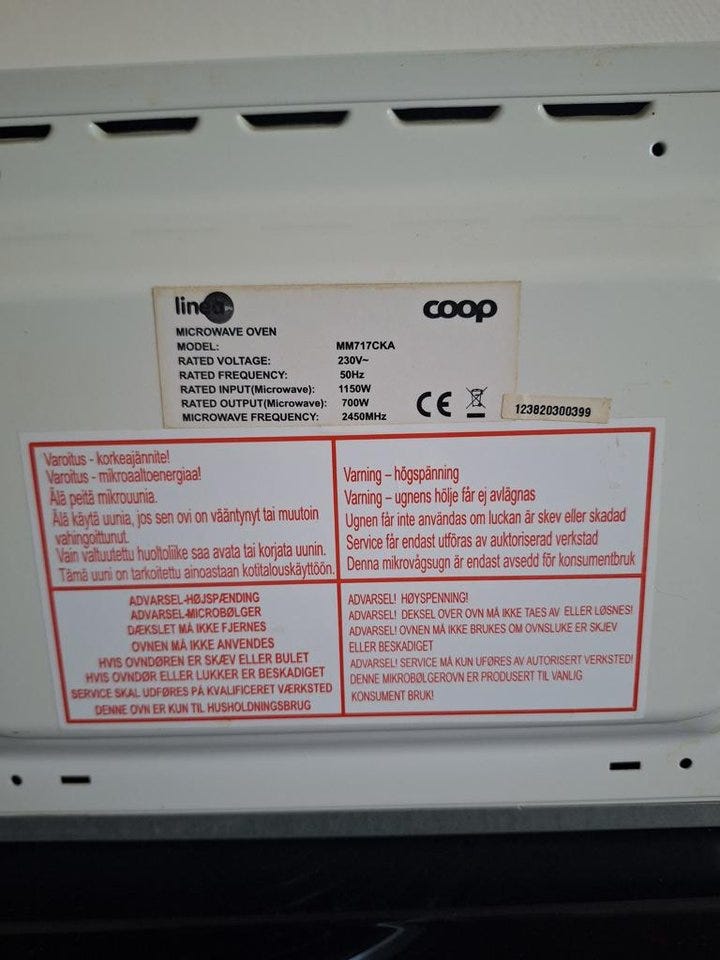 linea coop
MICROWAVE OVEN
MODEL: MM717CKA
RATED VOLTAGE: 230V~
RATED FREQUENCY: 50Hz
RATED INPUT(Microwave): 1150W
RATED OUTPUT(Microwave): 700W
MICROWAVE FREQUENCY: 2450MHz
CE
123820300399
Varoitus - korkeajännite!
Varoitus - mikroaaltoenergiaa!
Älä peitä mikrouunia.
Älä käytä uunia, jos sen ovi on vääntynyt tai muutoin
vahingoittunut.
Vain valtuutettu huoltoliike saa avata tai korjata uunin.
Tämä uuni on tarkoitettu ainoastaan kotitalouskäyttöön.
Varning – högspänning
Varning – ugnens hölje får ej avlägnas
Ugnen får inte användas om luckan är skev eller skadad
Service får endast utföras av auktoriserad verkstad
Denna mikrovågsugn är endast avsedd för konsumentbruk
ADVARSEL-HØJSPÆNDING
ADVARSEL-MICROBØLGER
DÆKSLET MÅ IKKE FJERNES
OVNEN MÅ IKKE ANVENDES
HVIS OVNDØREN ER SKÆV ELLER BULET
HVIS OVNDØR ELLER LUKKER ER BESKADIGET
SERVICE SKAL UDFØRES PÅ KVALIFICERET VÆRKSTED
DENNE OVN ER KUN TIL HUSHOLDNINGSBRUG
ADVARSEL! HØYSPENNING!
ADVARSEL! DEKSEL OVER OVN MÅ IKKE TAES AV ELLER LØSNES!
ADVARSEL! OVNEN MÅ IKKE BRUKES OM OVNSLUKE ER SKJEV
ELLER BESKADIGET
ADVARSEL! SERVICE MÅ KUN UFØRES AV AUTORISERT VERKSTED!
DENNE MIKROBØLGEROVN ER PRODUSERT TIL VANLIG
KONSUMENT BRUK!